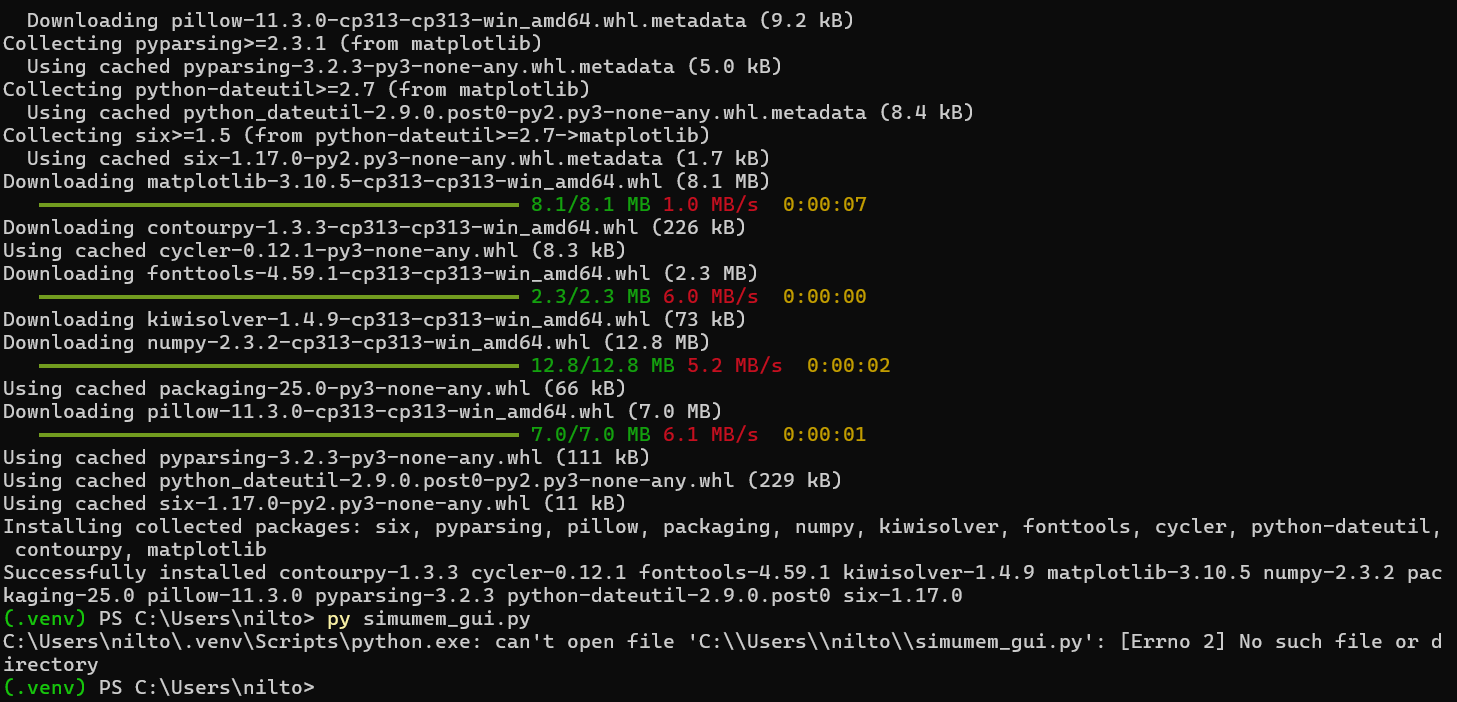 Downloading pillow-11.3.0-cp313-cp313-win_amd64.whl.metadata (9.2 kB)
Collecting pyparsing>=2.3.1 (from matplotlib)
Using cached pyparsing-3.2.3-py3-none-any.whl.metadata (5.0 kB)
Collecting python-dateutil>=2.7 (from matplotlib)
Using cached python_dateutil-2.9.0.post0-py2.py3-none-any.whl.metadata (8.4 kB)
Collecting six>=1.5 (from python-dateutil>=2.7->matplotlib)
Using cached six-1.17.0-py2.py3-none-any.whl.metadata (1.7 kB)
Downloading matplotlib-3.10.5-cp313-cp313-win_amd64.whl (8.1 MB)
8.1/8.1 MB 1.0 MB/s 0:00:07
Downloading contourpy-1.3.3-cp313-cp313-win_amd64.whl (226 kB)
Using cached cycler-0.12.1-py3-none-any.whl (8.3 kB)
Downloading fonttools-4.59.1-cp313-cp313-win_amd64.whl (2.3 MB)
2.3/2.3 MB 6.0 MB/s 0:00:00
Downloading kiwisolver-1.4.9-cp313-cp313-win_amd64.whl (73 kB)
Downloading numpy-2.3.2-cp313-cp313-win_amd64.whl (12.8 MB)
12.8/12.8 MB 5.2 MB/s 0:00:02
Using cached packaging-25.0-py3-none-any.whl (66 kB)
Downloading pillow-11.3.0-cp313-cp313-win_amd64.whl (7.0 MB)
7.0/7.0 MB 6.1 MB/s 0:00:01
Using cached pyparsing-3.2.3-py3-none-any.whl (111 kB)
Using cached python_dateutil-2.9.0.post0-py2.py3-none-any.whl (229 kB)
Using cached six-1.17.0-py2.py3-none-any.whl (11 kB)
Installing collected packages: six, pyparsing, pillow, packaging, numpy, kiwisolver, fonttools, cycler, python-dateutil,
contourpy, matplotlib
Successfully installed contourpy-1.3.3 cycler-0.12.1 fonttools-4.59.1 kiwisolver-1.4.9 matplotlib-3.10.5 numpy-2.3.2 pac
kaging-25.0 pillow-11.3.0 pyparsing-3.2.3 python-dateutil-2.9.0.post0 six-1.17.0
(.venv) PS C:\Users\nilto> py simumem_gui.py
C:\Users\nilto\.venv\Scripts\python.exe: can't open file 'C:\\Users\\nilto\\simumem_gui.py': [Errno 2] No such file or d
irectory
(.venv) PS C:\Users\nilto>